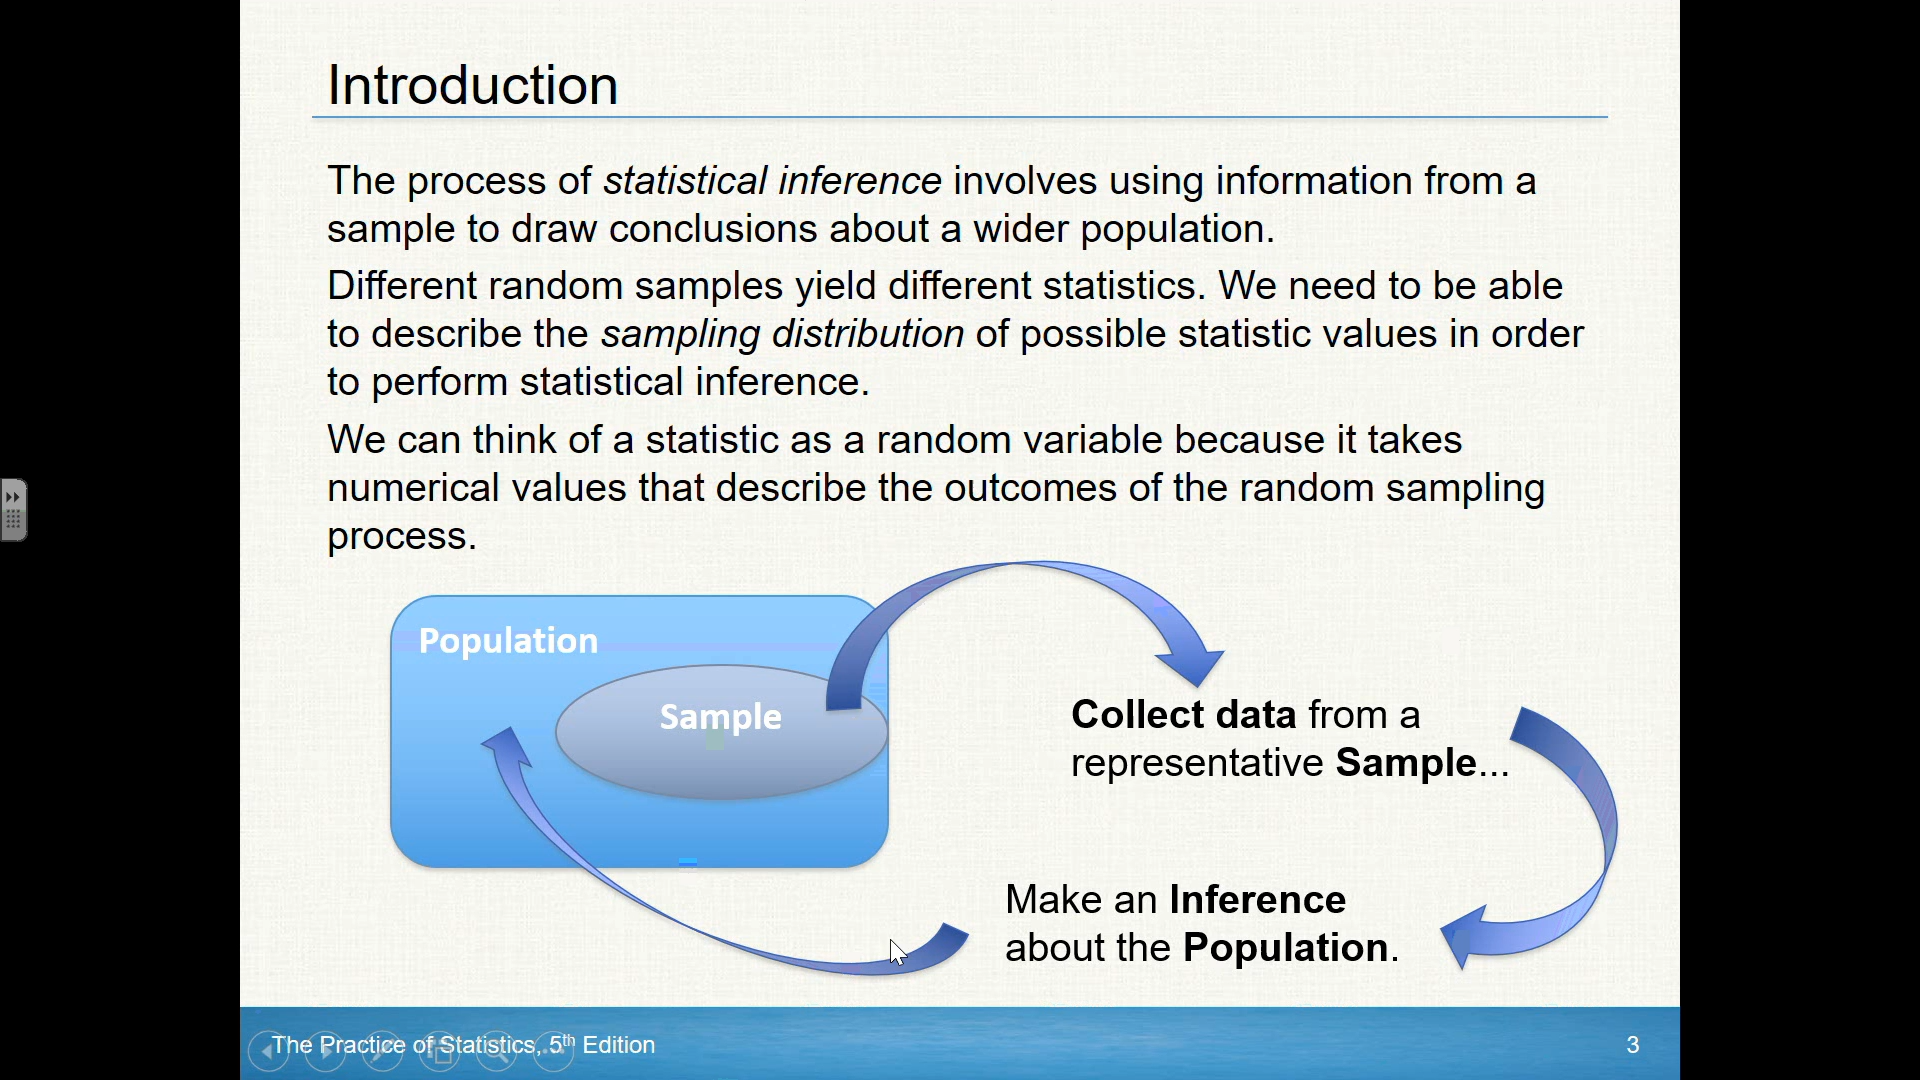 Introduction
The process of statistical inference involves using information from a
sample to draw conclusions about a wider population.
Different random samples yield different statistics. We need to be able
to describe the sampling distribution of possible statistic values in order
to perform statistical inference.
We can think of a statistic as a random variable because it takes
numerical values that describe the outcomes of the random sampling
process.
Population
Sample
Collect data from a
representative Sample...
Make an Inference
about the Population.
The Practice of Statistics, 5th Edition
3